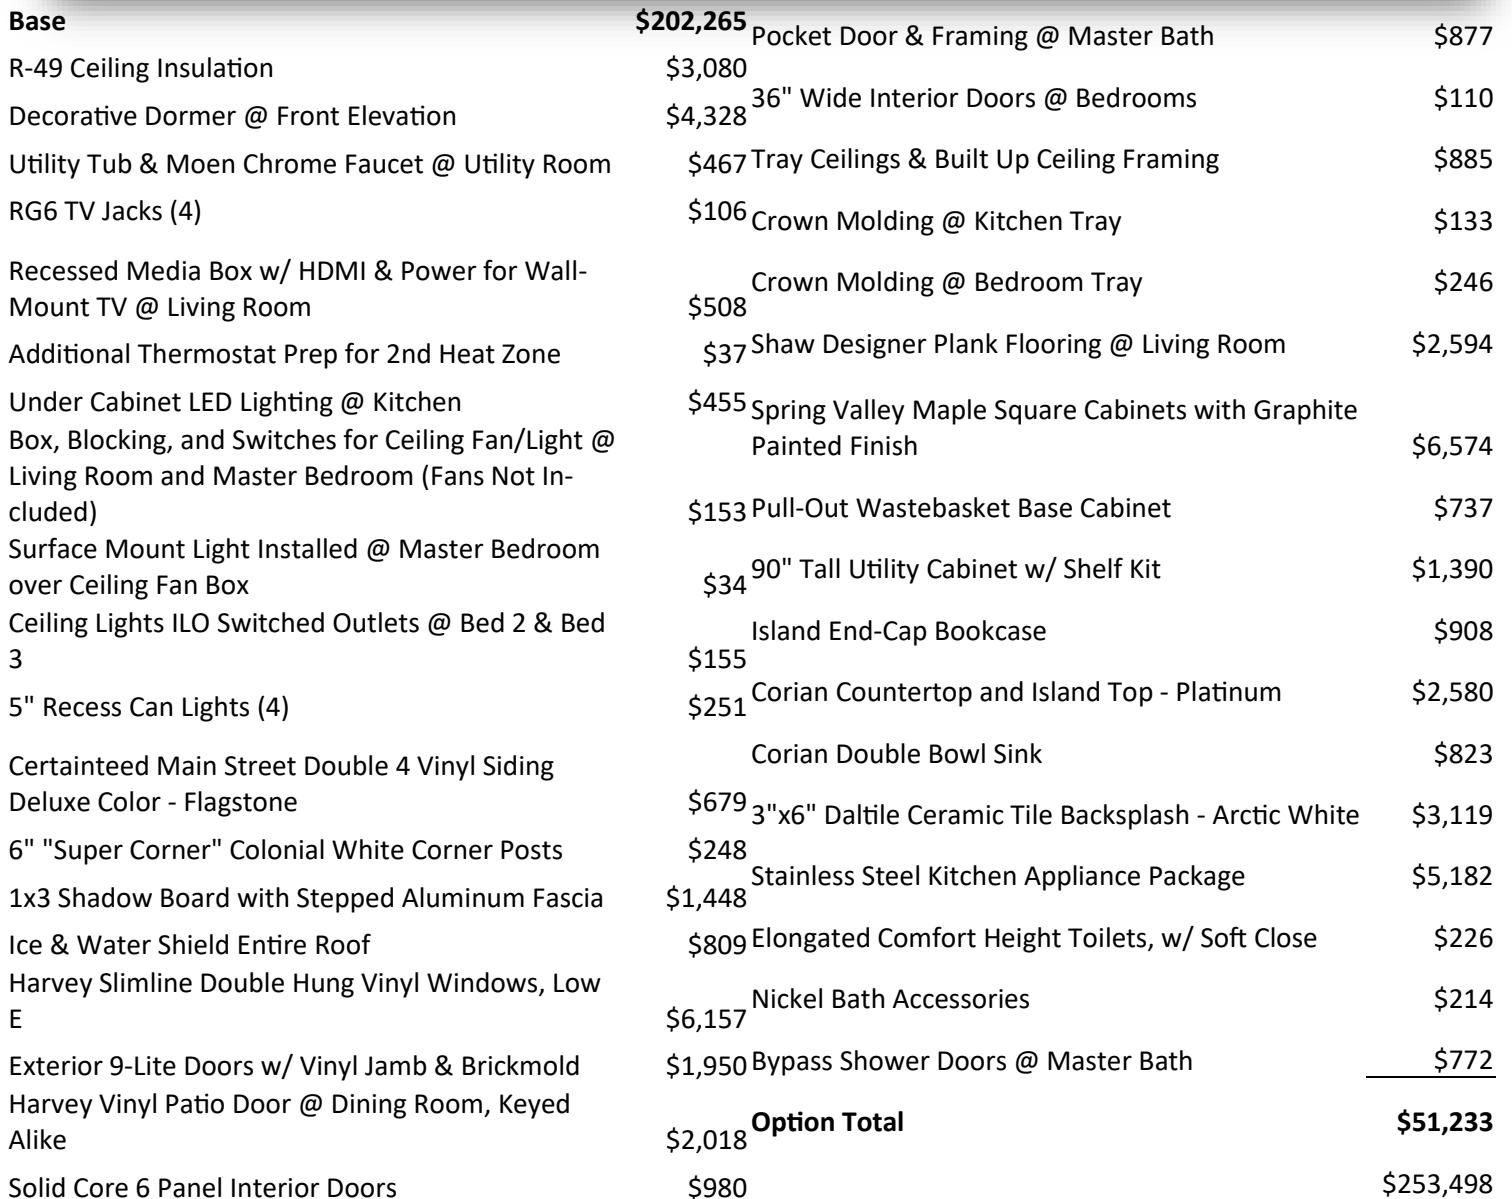 Base $202,265
R-49 Ceiling Insulation $3,080
Decorative Dormer @ Front Elevation $4,328
Utility Tub & Moen Chrome Faucet @ Utility Room $467
RG6 TV Jacks (4) $106
Recessed Media Box w/ HDMI & Power for Wall-
Mount TV @ Living Room $508
Additional Thermostat Prep for 2nd Heat Zone $37
Under Cabinet LED Lighting @ Kitchen $455
Box, Blocking, and Switches for Ceiling Fan/Light @
Living Room and Master Bedroom (Fans Not In-
cluded) $153
Surface Mount Light Installed @ Master Bedroom
over Ceiling Fan Box $34
Ceiling Lights ILO Switched Outlets @ Bed 2 & Bed
3 $155
5" Recess Can Lights (4) $251
Certainteed Main Street Double 4 Vinyl Siding
Deluxe Color - Flagstone $679
6" "Super Corner" Colonial White Corner Posts $248
1x3 Shadow Board with Stepped Aluminum Fascia $1,448
Ice & Water Shield Entire Roof $809
Harvey Slimline Double Hung Vinyl Windows, Low
E $6,157
Exterior 9-Lite Doors w/ Vinyl Jamb & Brickmold $1,950
Harvey Vinyl Patio Door @ Dining Room, Keyed
Alike $2,018
Solid Core 6 Panel Interior Doors $980
Pocket Door & Framing @ Master Bath $877
36" Wide Interior Doors @ Bedrooms $110
Tray Ceilings & Built Up Ceiling Framing $885
Crown Molding @ Kitchen Tray $133
Crown Molding @ Bedroom Tray $246
Shaw Designer Plank Flooring @ Living Room $2,594
Spring Valley Maple Square Cabinets with Graphite
Painted Finish $6,574
Pull-Out Wastebasket Base Cabinet $737
90" Tall Utility Cabinet w/ Shelf Kit $1,390
Island End-Cap Bookcase $908
Corian Countertop and Island Top - Platinum $2,580
Corian Double Bowl Sink $823
3"x6" Daltile Ceramic Tile Backsplash - Arctic White $3,119
Stainless Steel Kitchen Appliance Package $5,182
Elongated Comfort Height Toilets, w/ Soft Close $226
Nickel Bath Accessories $214
Bypass Shower Doors @ Master Bath $772
Option Total $51,233
$253,498